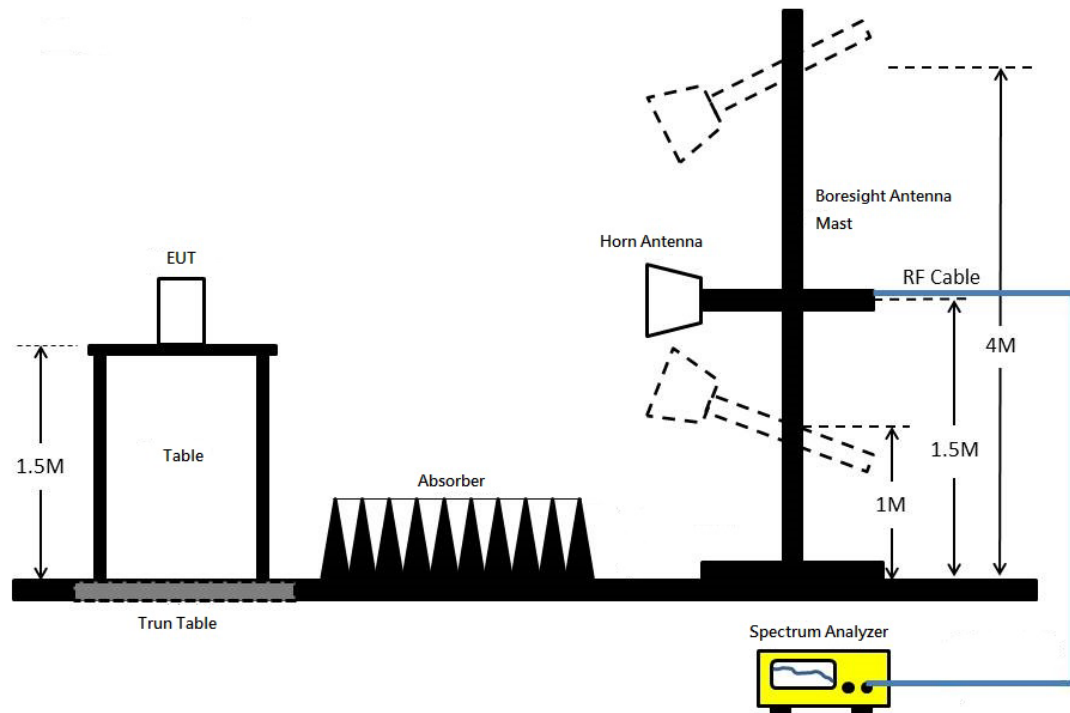 Boresight Antenna
Mast
Horn Antenna
EUT
RF Cable
4M
1.5M
Table
1.5M
Absorber
1M
Trun Table
Spectrum Analyzer